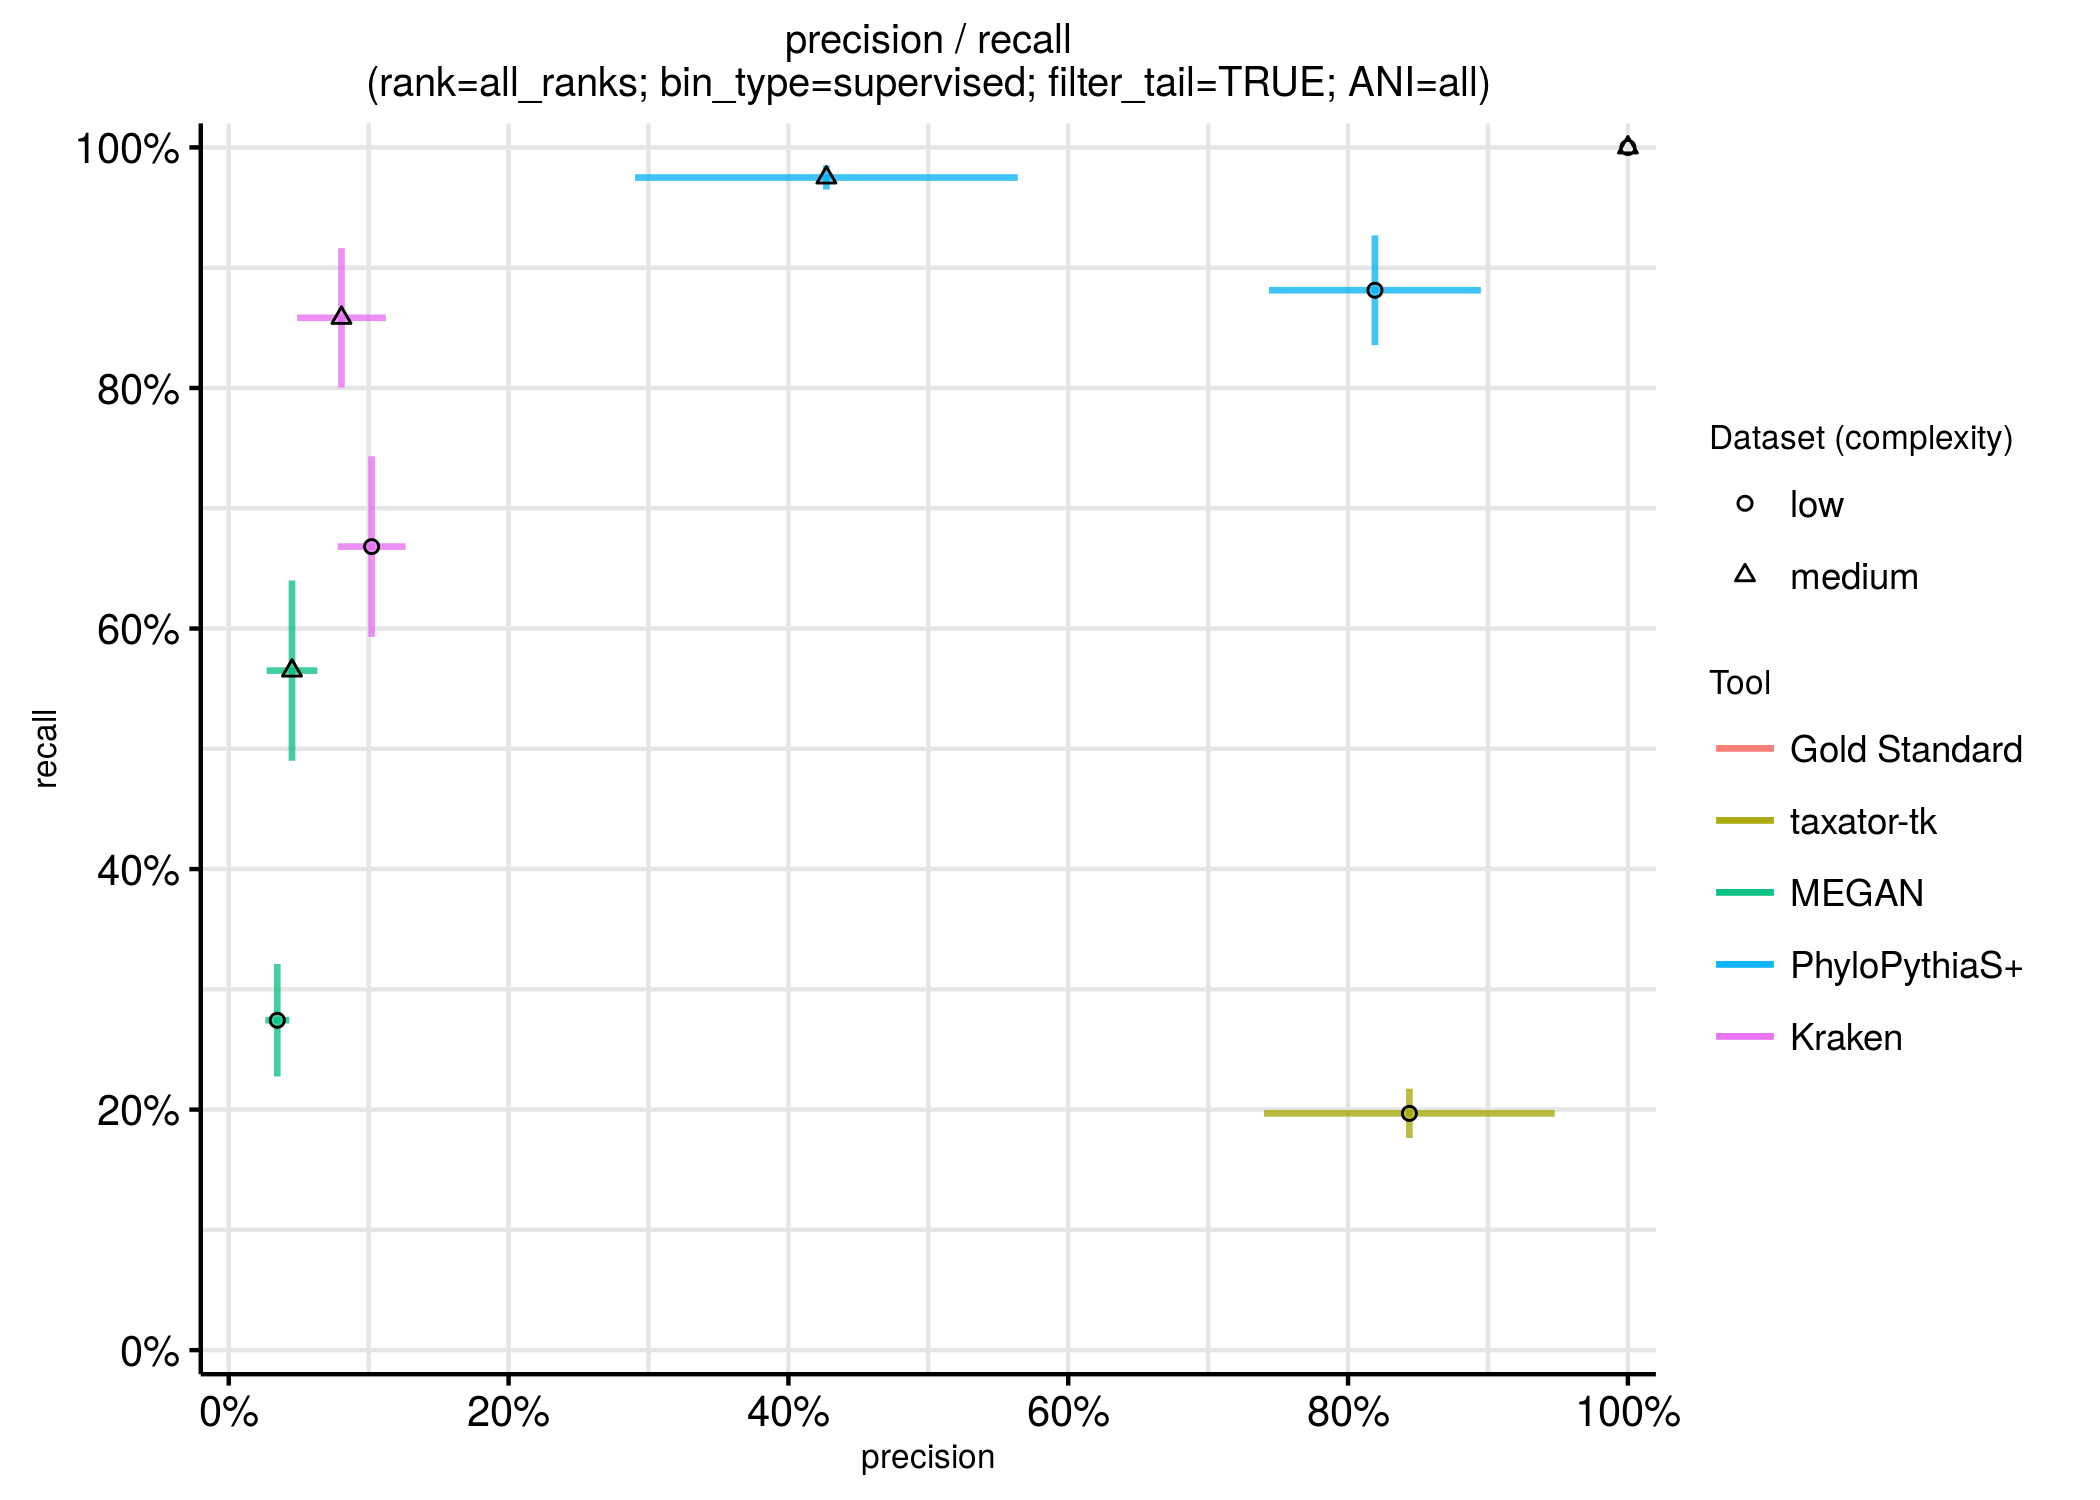 precision / recall
(rank=all_ranks; bin_type=supervised; filter_tail=TRUE; ANI=all)
100%
80%
60%
40%
20%
0%
recall
0%
20%
40%
60%
80%
100%
precision
Dataset (complexity)
low
medium
Tool
Gold Standard
taxator-tk
MEGAN
PhyloPythiaS+
Kraken